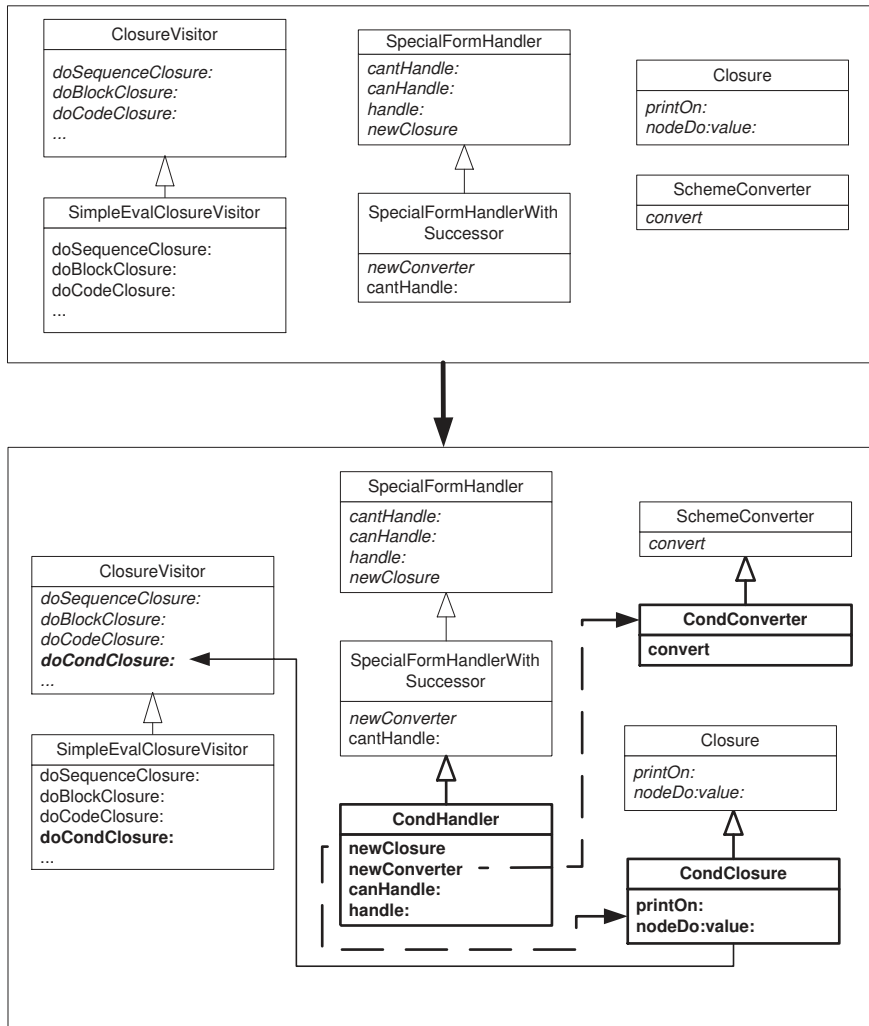 ClosureVisitor
doSequenceClosure:
doBlockClosure:
doCodeClosure:
...
SimpleEvalClosureVisitor
doSequenceClosure:
doBlockClosure:
doCodeClosure:
...
SpecialFormHandler
cantHandle:
canHandle:
handle:
newClosure
SpecialFormHandlerWith
Successor
newConverter
cantHandle:
Closure
printOn:
nodeDo:value:
SchemeConverter
convert
ClosureVisitor
doSequenceClosure:
doBlockClosure:
doCodeClosure:
doCondClosure:
...
SimpleEvalClosureVisitor
doSequenceClosure:
doBlockClosure:
doCodeClosure:
doCondClosure:
...
SpecialFormHandler
cantHandle:
canHandle:
handle:
newClosure
SpecialFormHandlerWith
Successor
newConverter
cantHandle:
CondHandler
newClosure
newConverter
canHandle:
handle:
SchemeConverter
convert
CondConverter
convert
Closure
printOn:
nodeDo:value:
CondClosure
printOn:
nodeDo:value: